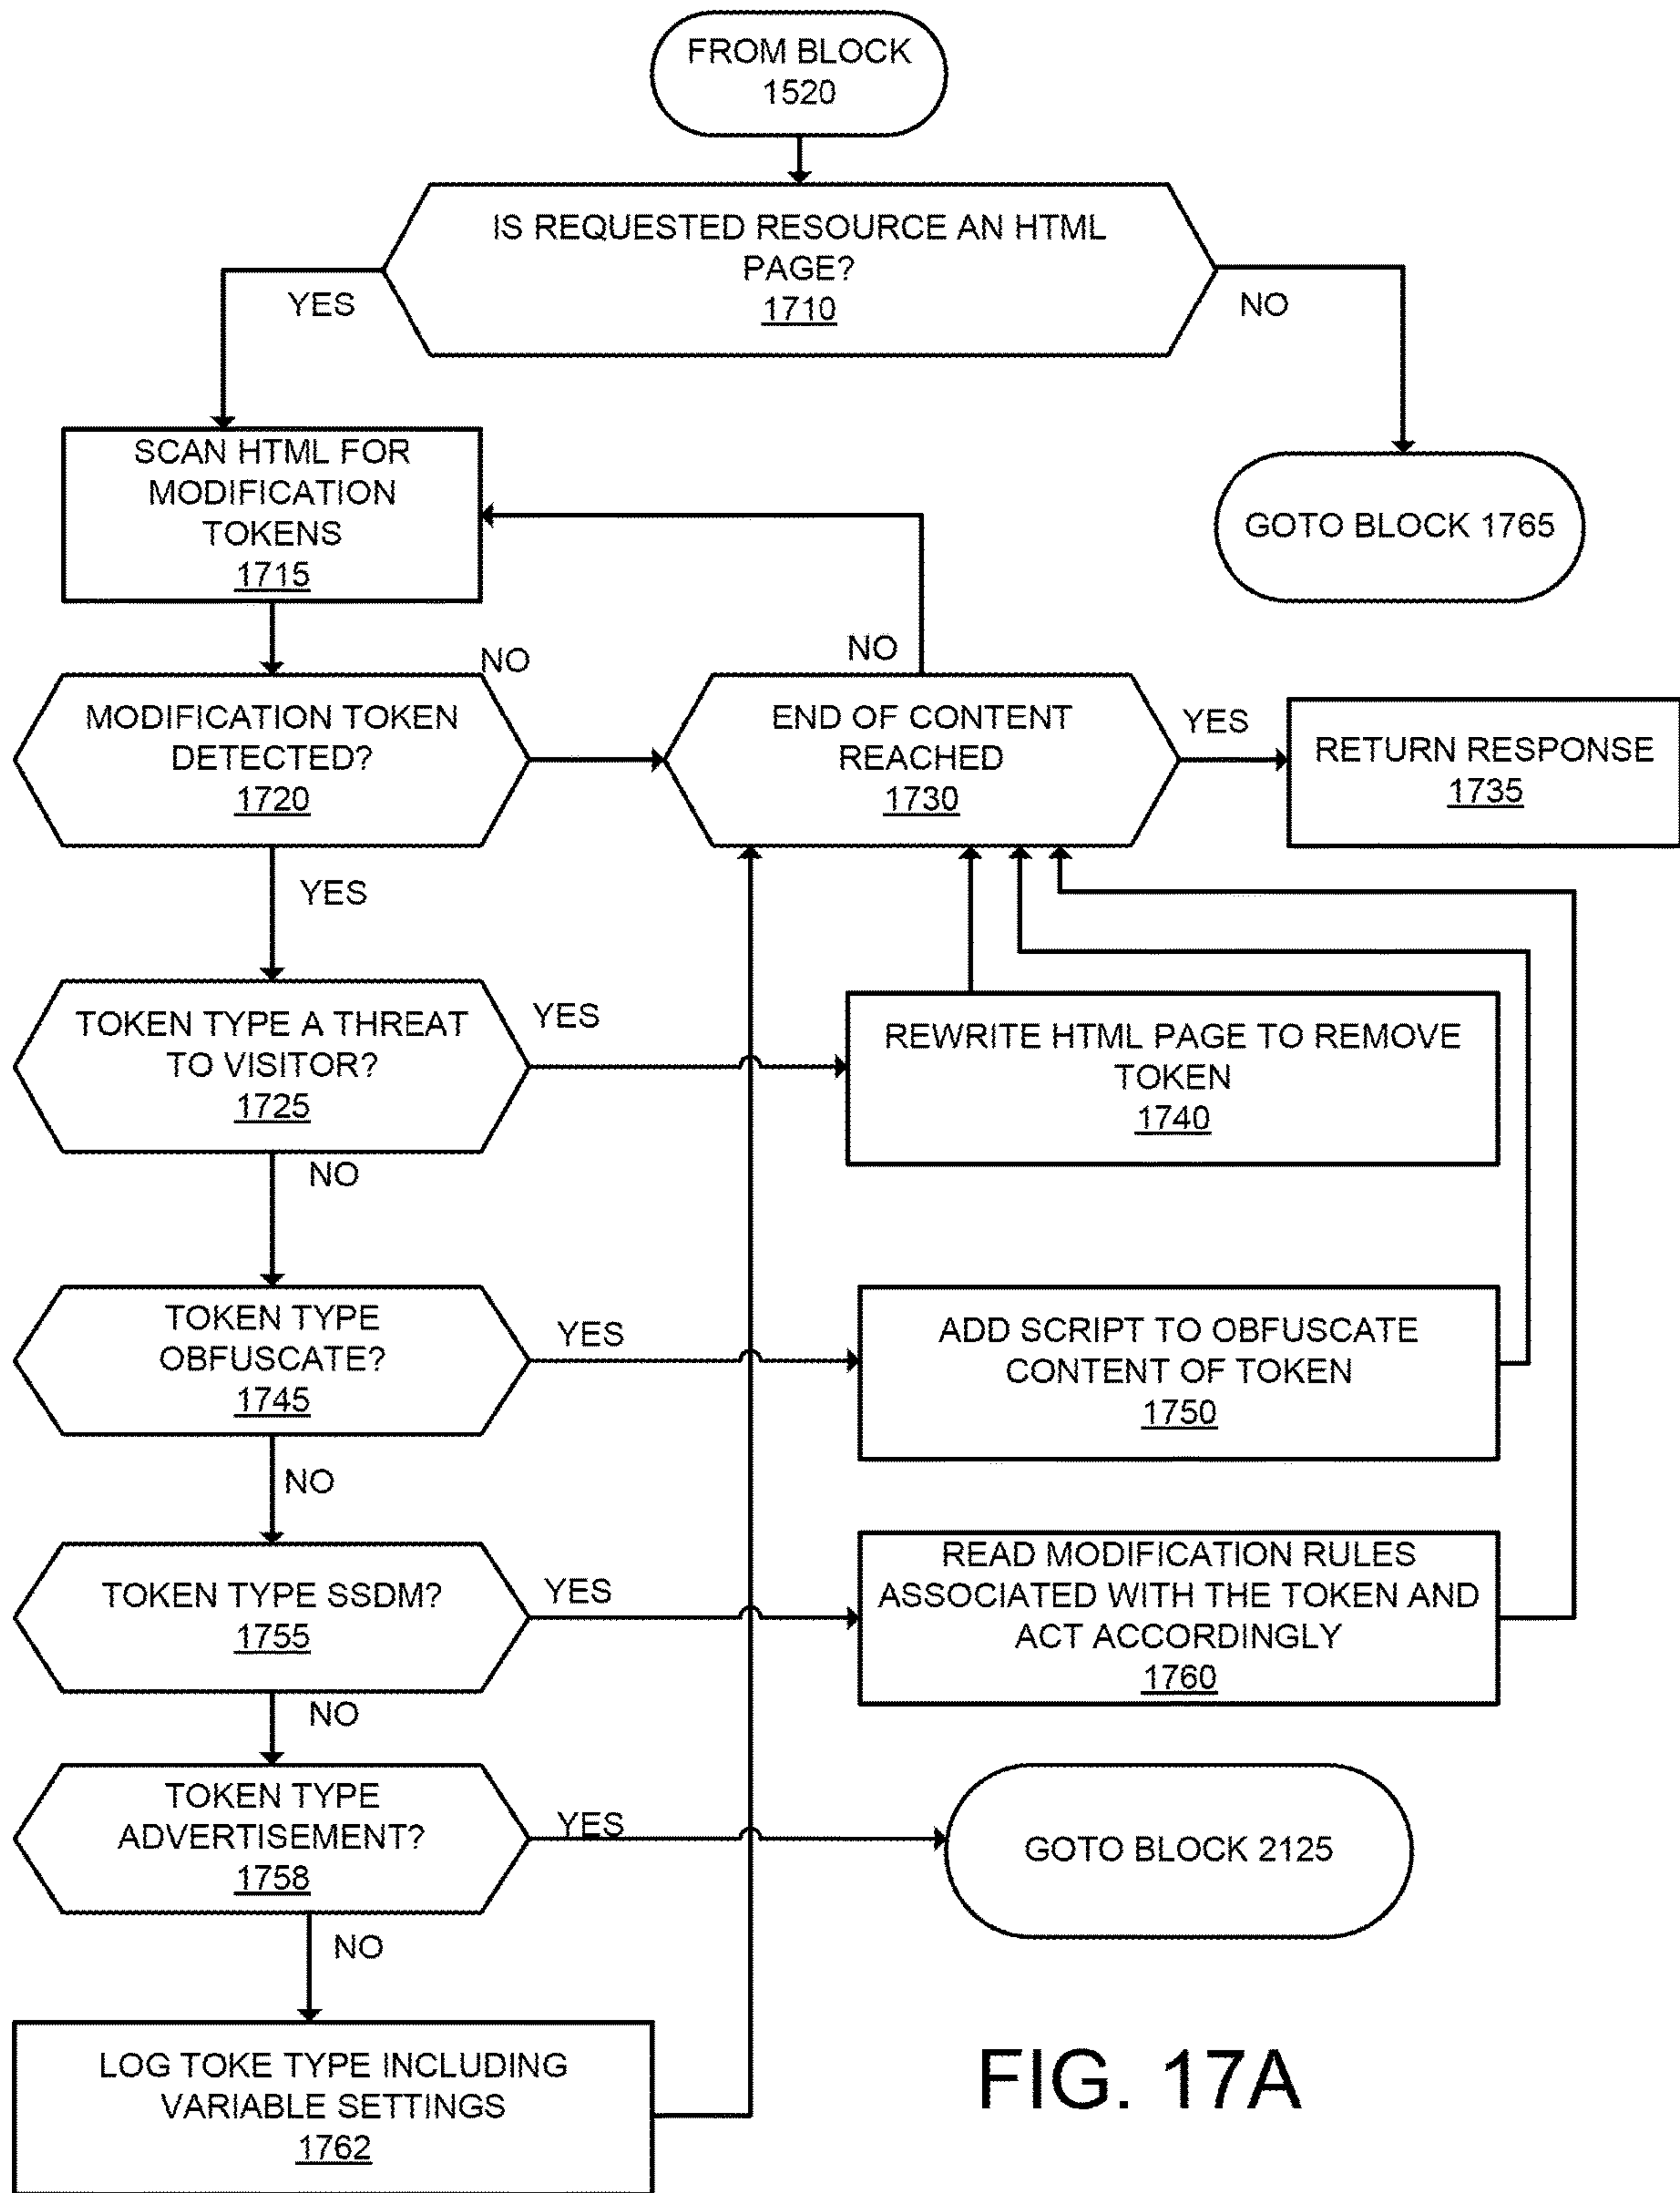 FROM BLOCK
1520
IS REQUESTED RESOURCE AN HTML
PAGE?
1710
YES
NO
SCAN HTML FOR
MODIFICATION
TOKENS
1715
GOTO BLOCK 1765
NO
NO
MODIFICATION TOKEN
DETECTED?
1720
END OF CONTENT
REACHED
1730
YES
RETURN RESPONSE
1735
YES
TOKEN TYPE A THREAT
TO VISITOR?
1725
YES
REWRITE HTML PAGE TO REMOVE
TOKEN
1740
NO
TOKEN TYPE
OBFUSCATE?
1745
YES
ADD SCRIPT TO OBFUSCATE
CONTENT OF TOKEN
1750
NO
TOKEN TYPE SSDM?
1755
YES
READ MODIFICATION RULES
ASSOCIATED WITH THE TOKEN AND
ACT ACCORDINGLY
1760
NO
TOKEN TYPE
ADVERTISEMENT?
1758
YES
GOTO BLOCK 2125
NO
LOG TOKE TYPE INCLUDING
VARIABLE SETTINGS
1762
FIG. 17A